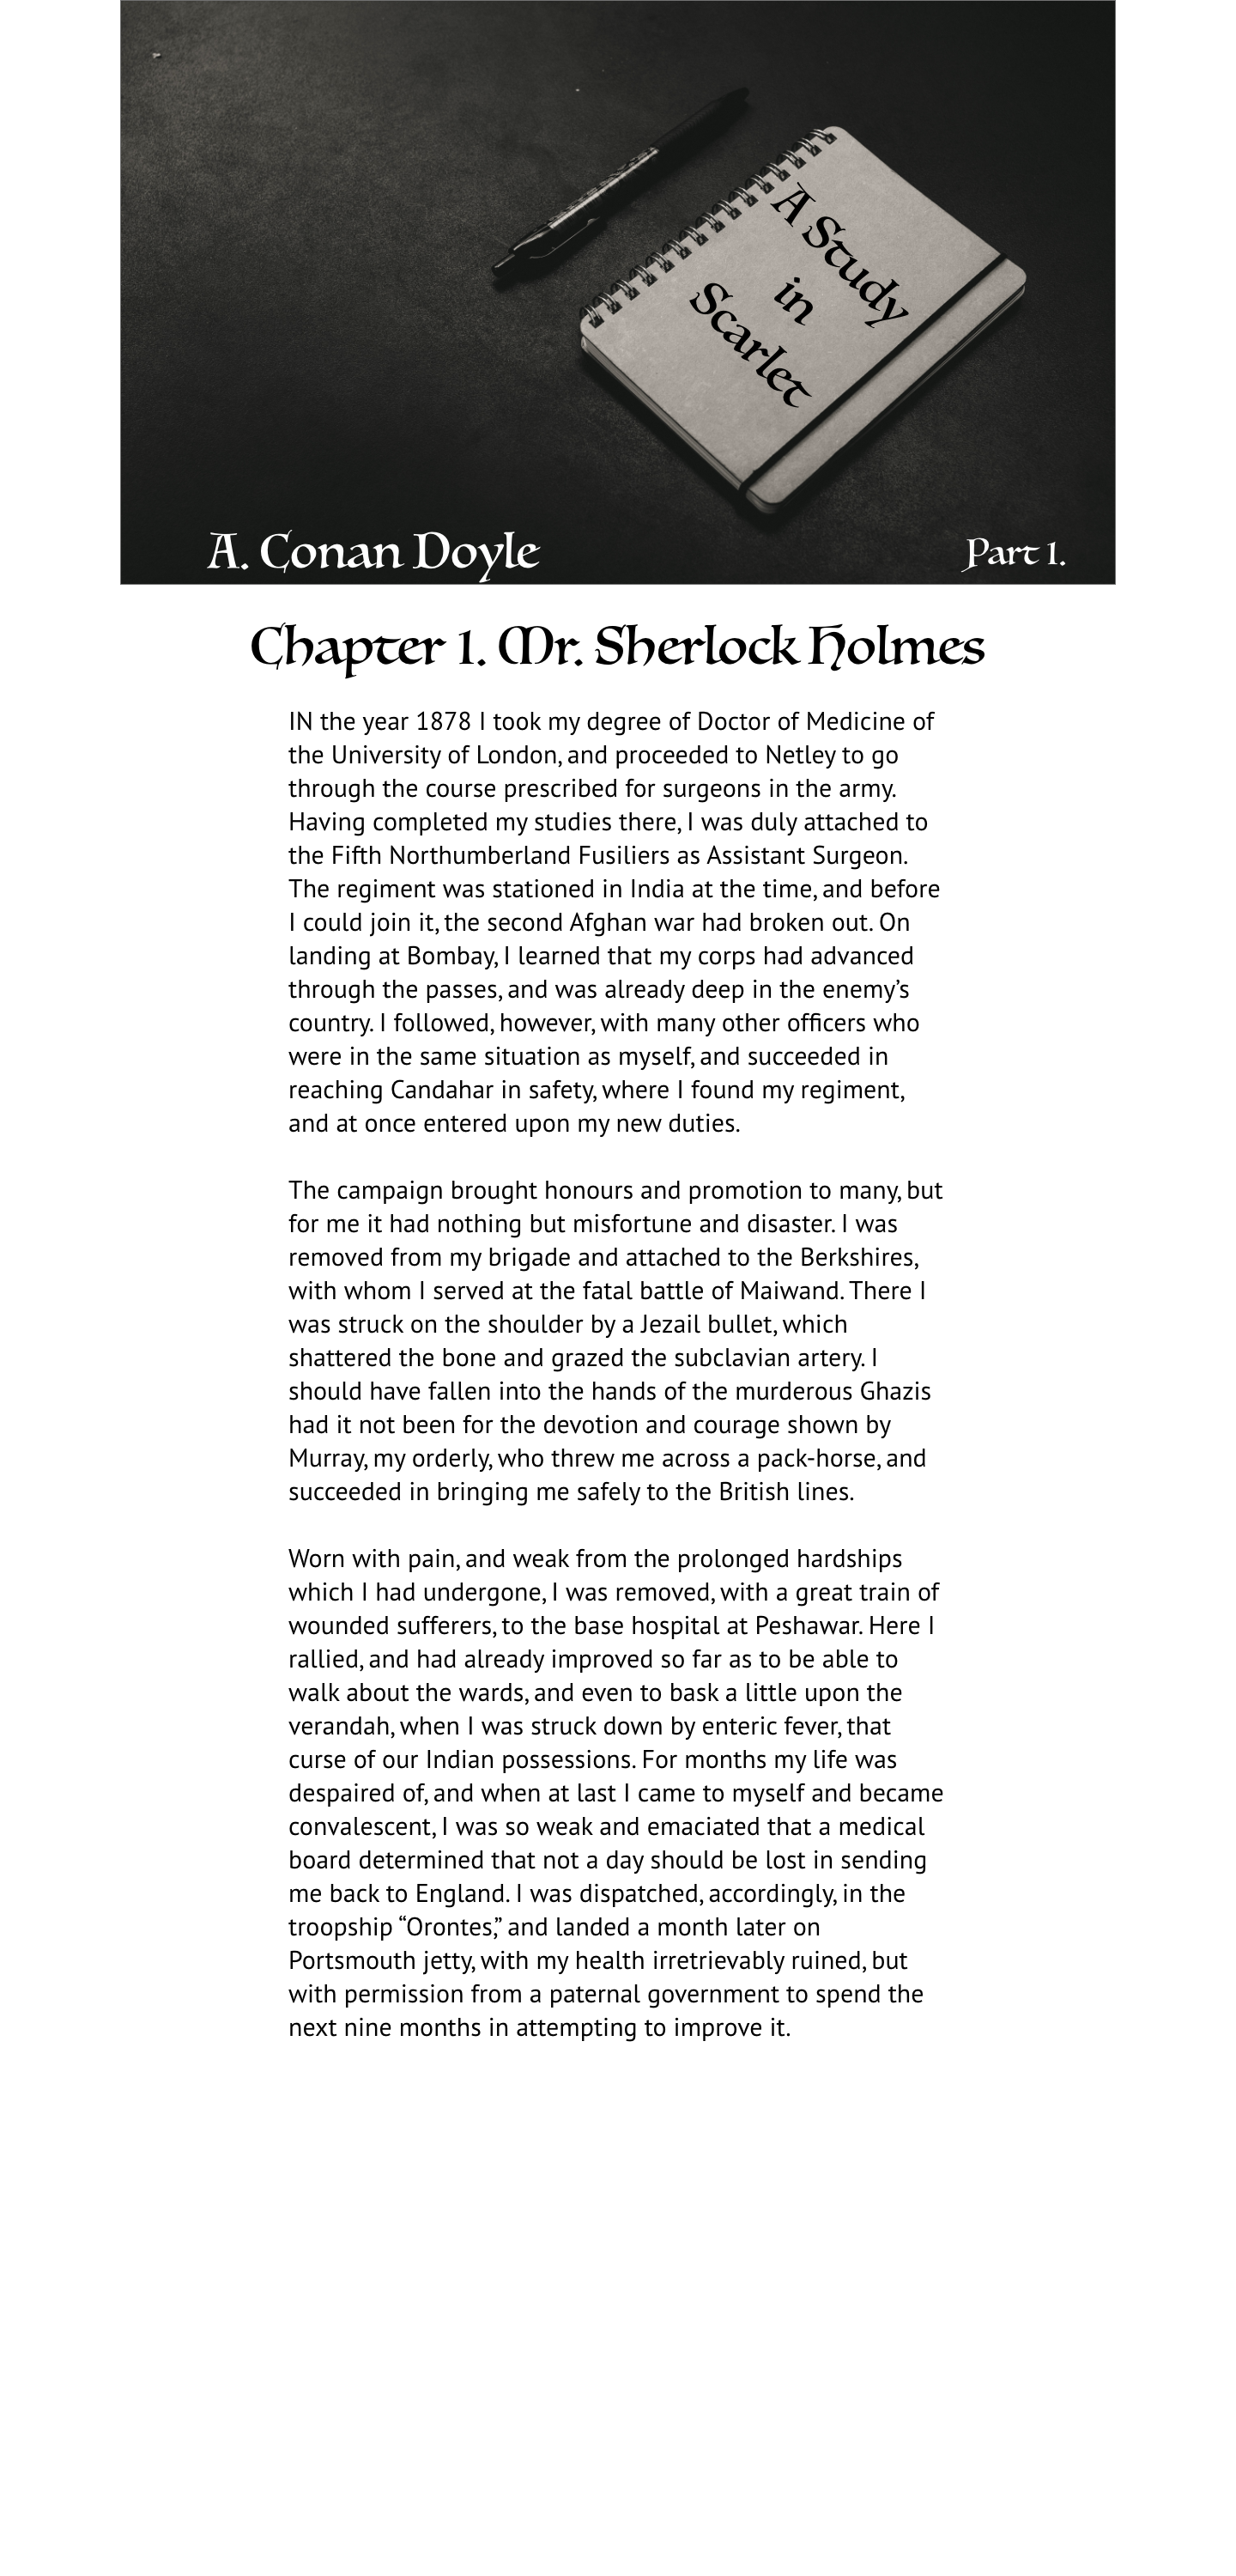 A Study
in
Scarlet
A. Conan Doyle
Part 1.
Chapter 1. Mr. Sherlock Holmes
IN the year 1878 I took my degree of Doctor of Medicine of
the University of London, and proceeded to Netley to go
through the course prescribed for surgeons in the army.
Having completed my studies there, I was duly attached to
the Fifth Northumberland Fusiliers as Assistant Surgeon.
The regiment was stationed in India at the time, and before
I could join it, the second Afghan war had broken out. On
landing at Bombay, I learned that my corps had advanced
through the passes, and was already deep in the enemy’s
country. I followed, however, with many other officers who
were in the same situation as myself, and succeeded in
reaching Candahar in safety, where I found my regiment,
and at once entered upon my new duties.
The campaign brought honours and promotion to many, but
for me it had nothing but misfortune and disaster. I was
removed from my brigade and attached to the Berkshires,
with whom I served at the fatal battle of Maiwand. There I
was struck on the shoulder by a Jezail bullet, which
shattered the bone and grazed the subclavian artery. I
should have fallen into the hands of the murderous Ghazis
had it not been for the devotion and courage shown by
Murray, my orderly, who threw me across a pack-horse, and
succeeded in bringing me safely to the British lines.
Worn with pain, and weak from the prolonged hardships
which I had undergone, I was removed, with a great train of
wounded sufferers, to the base hospital at Peshawar. Here I
rallied, and had already improved so far as to be able to
walk about the wards, and even to bask a little upon the
verandah, when I was struck down by enteric fever, that
curse of our Indian possessions. For months my life was
despaired of, and when at last I came to myself and became
convalescent, I was so weak and emaciated that a medical
board determined that not a day should be lost in sending
me back to England. I was dispatched, accordingly, in the
troopship “Orontes,” and landed a month later on
Portsmouth jetty, with my health irretrievably ruined, but
with permission from a paternal government to spend the
next nine months in attempting to improve it.